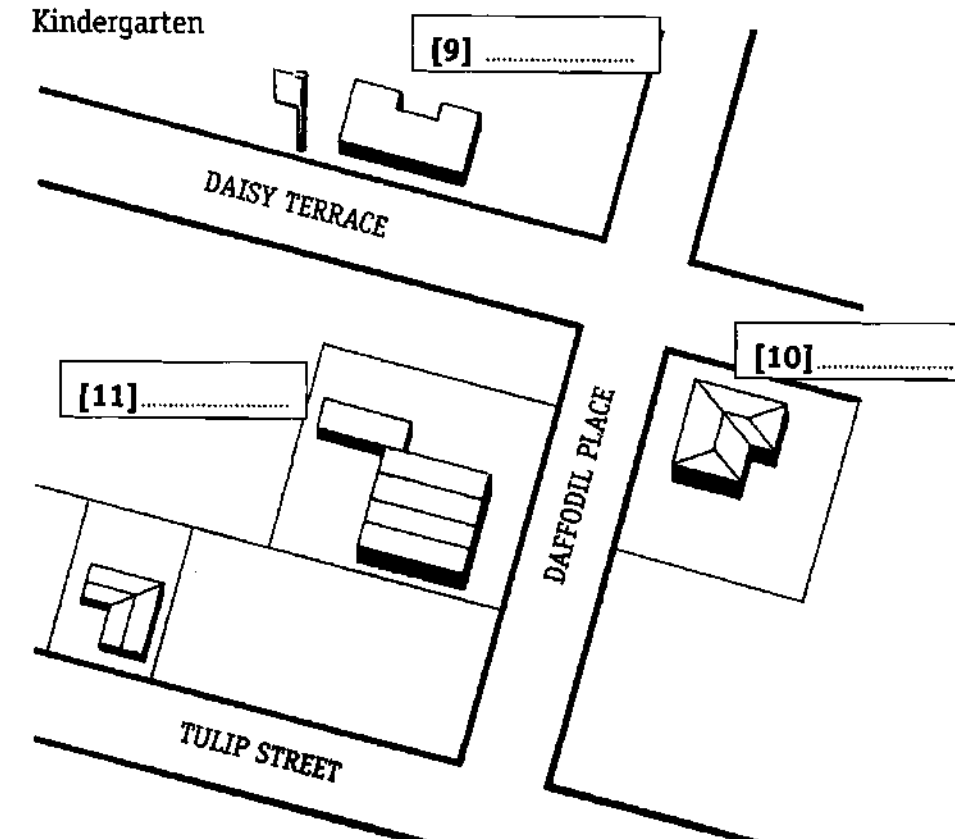 Kindergarten
[9] ....................
DAISY TERRACE
[10] ....................
[11] ....................
DAFFODIL PLACE
TULIP STREET